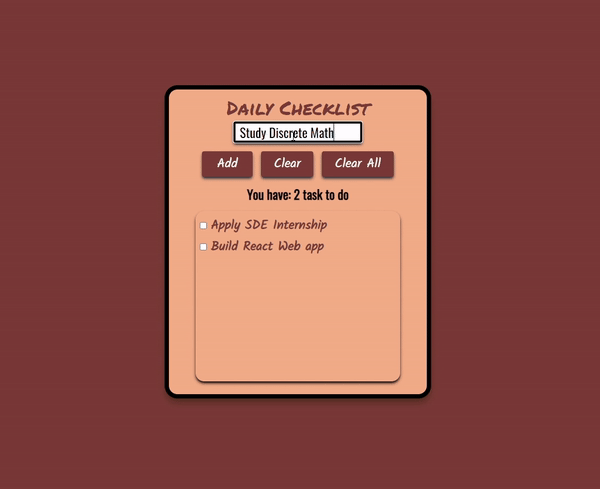 Daily Checklist
Study Discrete Math
Add Clear Clear All
You have: 2 task to do
Apply SDE Internship
Build React Web app